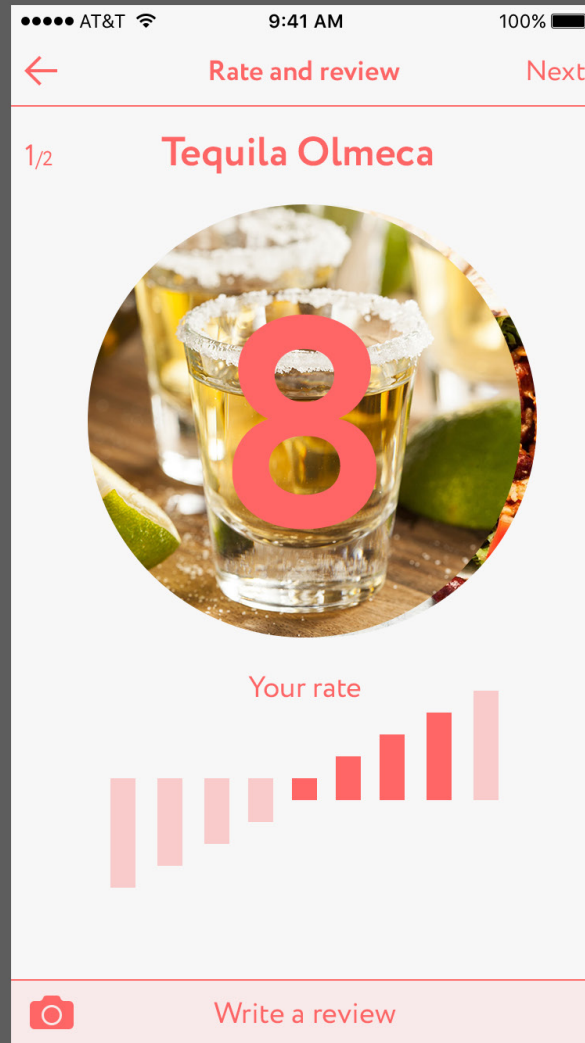 AT&T 9:41 AM 100%
Rate and review Next
1/2 Tequila Olmeca
8
Your rate
Write a review